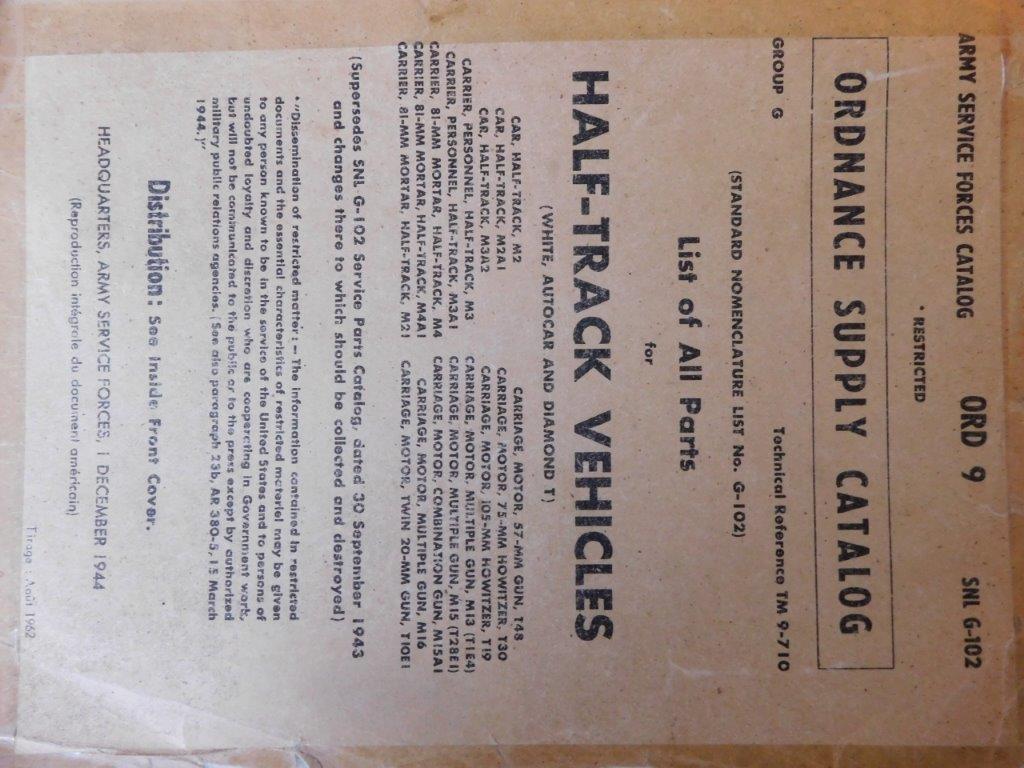 ARMY SERVICE FORCES CATALOG ORD 9 SNL G-102
* RESTRICTED
ORDNANCE SUPPLY CATALOG
GROUP G Technical Reference TM 9-710
(STANDARD NOMENCLATURE LIST No. G-102)
List of All Parts
for
HALF-TRACK VEHICLES
(WHITE, AUTOCAR AND DIAMOND T)
CAR, HALF-TRACK, M2
CAR, HALF-TRACK, M2A1
CAR, HALF-TRACK, M3A2
CARRIER, PERSONNEL, HALF-TRACK, M3
CARRIER, PERSONNEL, HALF-TRACK, M3A1
CARRIER, 81-MM MORTAR, HALF-TRACK, M4
CARRIER, 81-MM MORTAR, HALF-TRACK, M4A1
CARRIER, 81-MM MORTAR, HALF-TRACK, M21
CARRIAGE, MOTOR, 57-MM GUN, T48
CARRIAGE, MOTOR, 75-MM HOWITZER, T30
CARRIAGE, MOTOR, 105-MM HOWITZER, T19
CARRIAGE, MOTOR, MULTIPLE GUN, M13 (T1E4)
CARRIAGE, MOTOR, MULTIPLE GUN, M15 (T28E1)
CARRIAGE, MOTOR, COMBINATION GUN, M15A1
CARRIAGE, MOTOR, MULTIPLE GUN, M16
CARRIAGE, MOTOR, TWIN 20-MM GUN, T10E1
(Supersedes SNL G-102 Service Parts Catalog, dated 30 September 1943
and changes there to which should be collected and destroyed)
* "Dissemination of restricted matter : — The information contained in restricted
documents and the essential characteristics of restricted materiel may be given
to any person known to be in the service of the United States and to persons of
undoubted loyalty and discretion who are cooperating in Government work,
but will not be communicated to the public or to the press except by authorized
military public relations agencies. (See also paragraph 23b, AR 380-5, 15 March
1944.)"
Distribution : See Inside Front Cover.
HEADQUARTERS, ARMY SERVICE FORCES, 1 DECEMBER 1944
(Reproduction intégrale du document américain)
Tirage : Août 1962